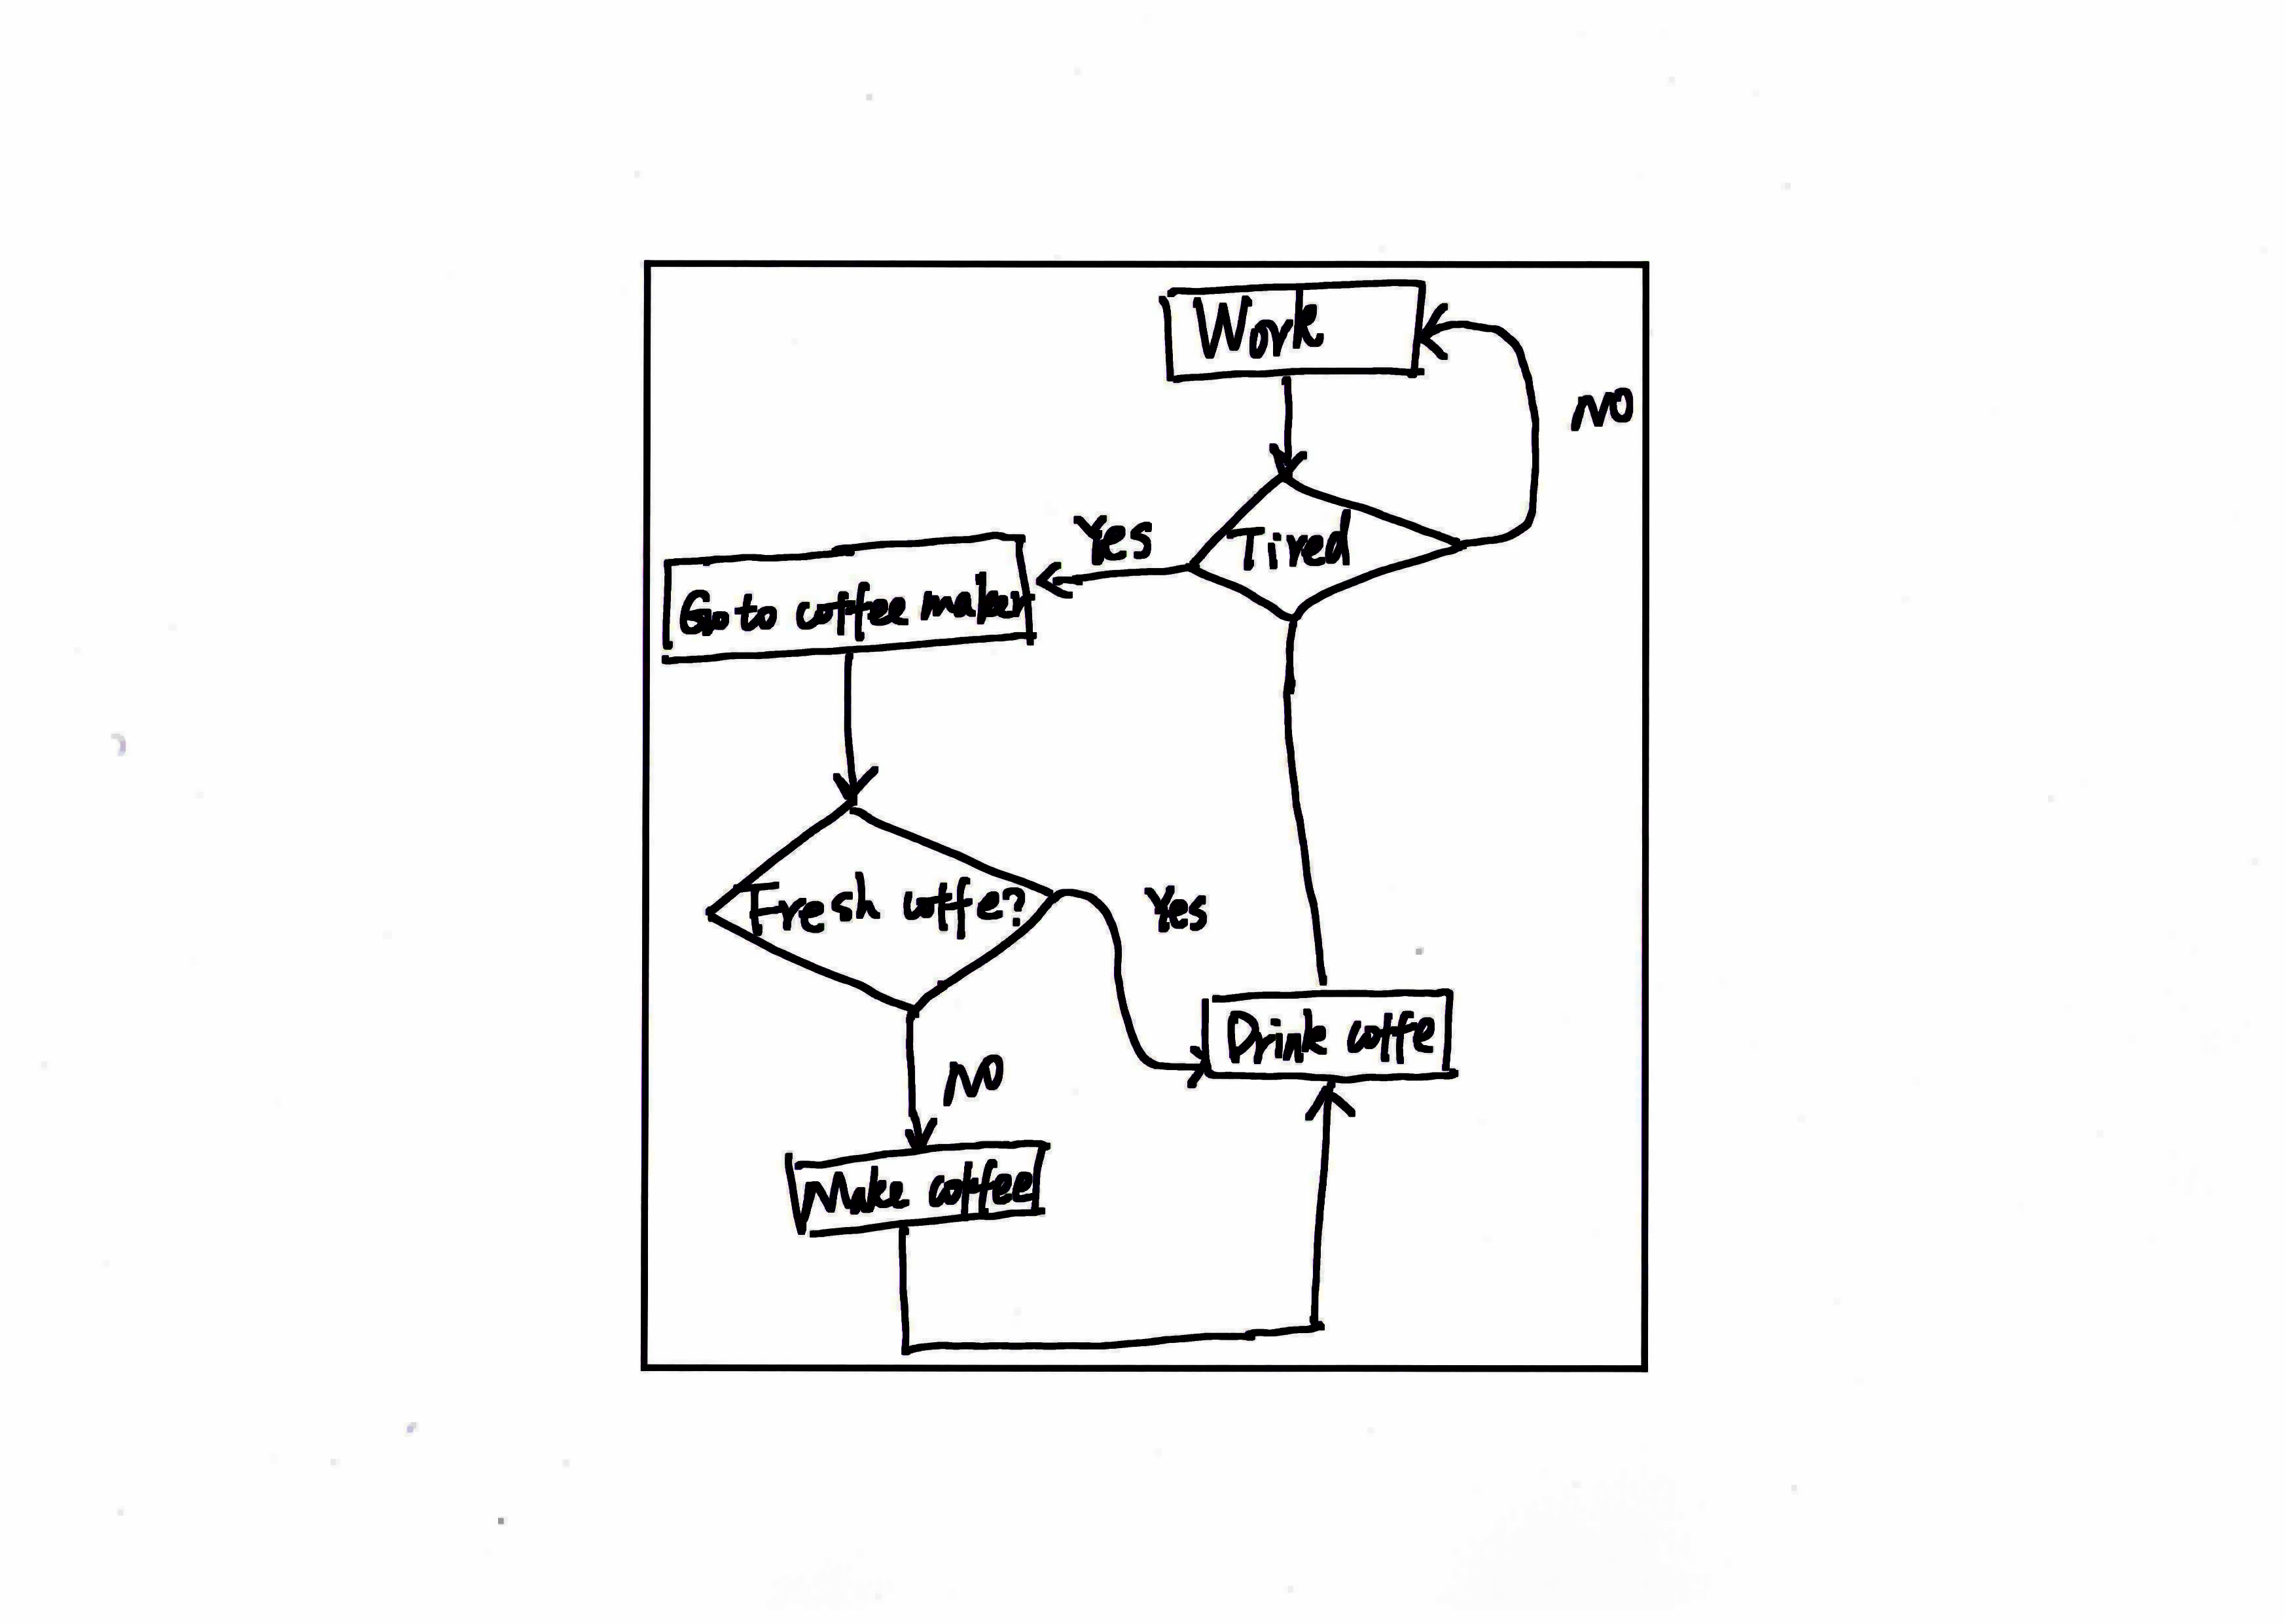 Work
NO
Tired
Yes
Go to coffee maker
Fresh coffe?
Yes
Drink coffe
NO
Make coffee